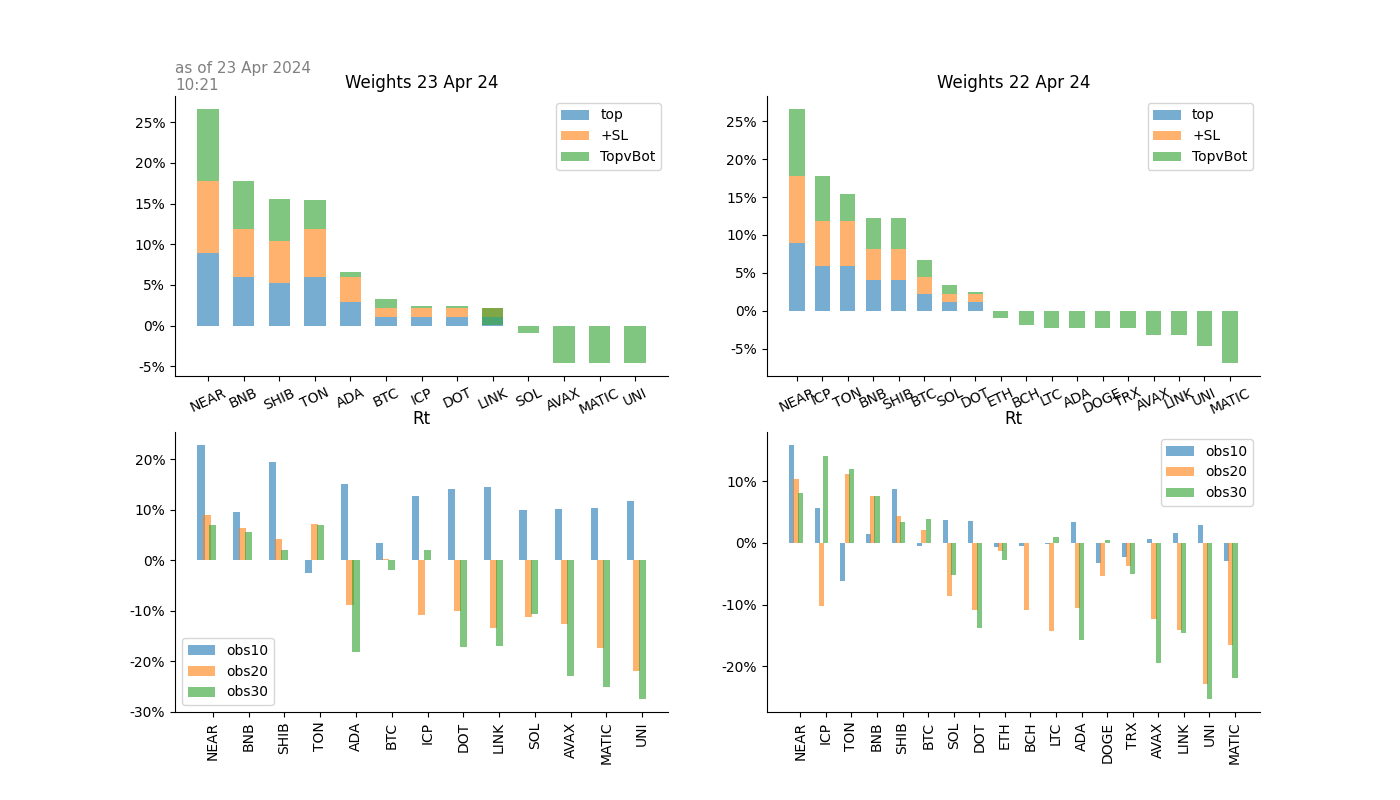 as of 23 Apr 2024
10:21
Weights 23 Apr 24
25%
20%
15%
10%
5%
0%
-5%
top
+SL
TopvBot
NEAR BNB SHIB TON ADA BTC ICP DOT LINK SOL AVAX MATIC UNI
Weights 22 Apr 24
25%
20%
15%
10%
5%
0%
-5%
top
+SL
TopvBot
NEAR ICP TON BNB SHIB BTC SOL DOT ETH BCH LTC ADA DOGE TRX AVAX LINK UNI MATIC
Rt
20%
10%
0%
-10%
-20%
-30%
obs10
obs20
obs30
NEAR BNB SHIB TON ADA BTC ICP DOT LINK SOL AVAX MATIC UNI
Rt
10%
0%
-10%
-20%
obs10
obs20
obs30
NEAR ICP TON BNB SHIB BTC SOL DOT ETH BCH LTC ADA DOGE TRX AVAX LINK UNI MATIC